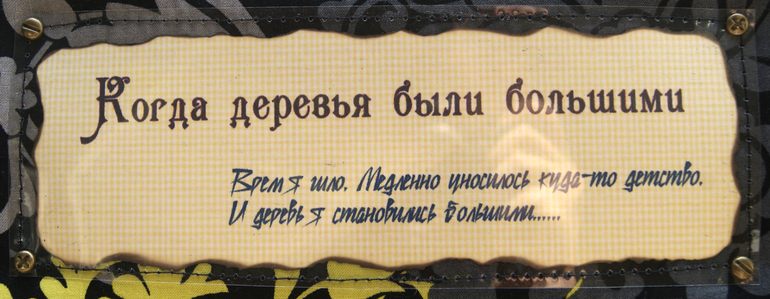 Когда деревья были большими
Время шло. Медленно уносилось куда-то детство.
И деревья становились большими......